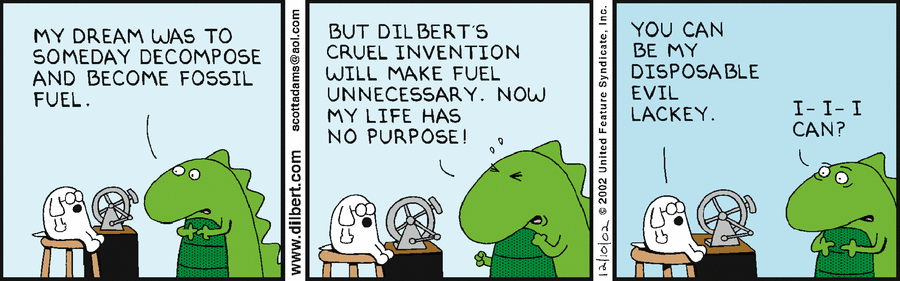 MY DREAM WAS TO
SOMEDAY DECOMPOSE
AND BECOME FOSSIL
FUEL.
www.dilbert.com
scottadams@aol.com
BUT DILBERT'S
CRUEL INVENTION
WILL MAKE FUEL
UNNECESSARY. NOW
MY LIFE HAS
NO PURPOSE!
12/10/02 © 2002 United Feature Syndicate, Inc.
YOU CAN
BE MY
DISPOSABLE
EVIL
LACKEY.
I- I- I
CAN?